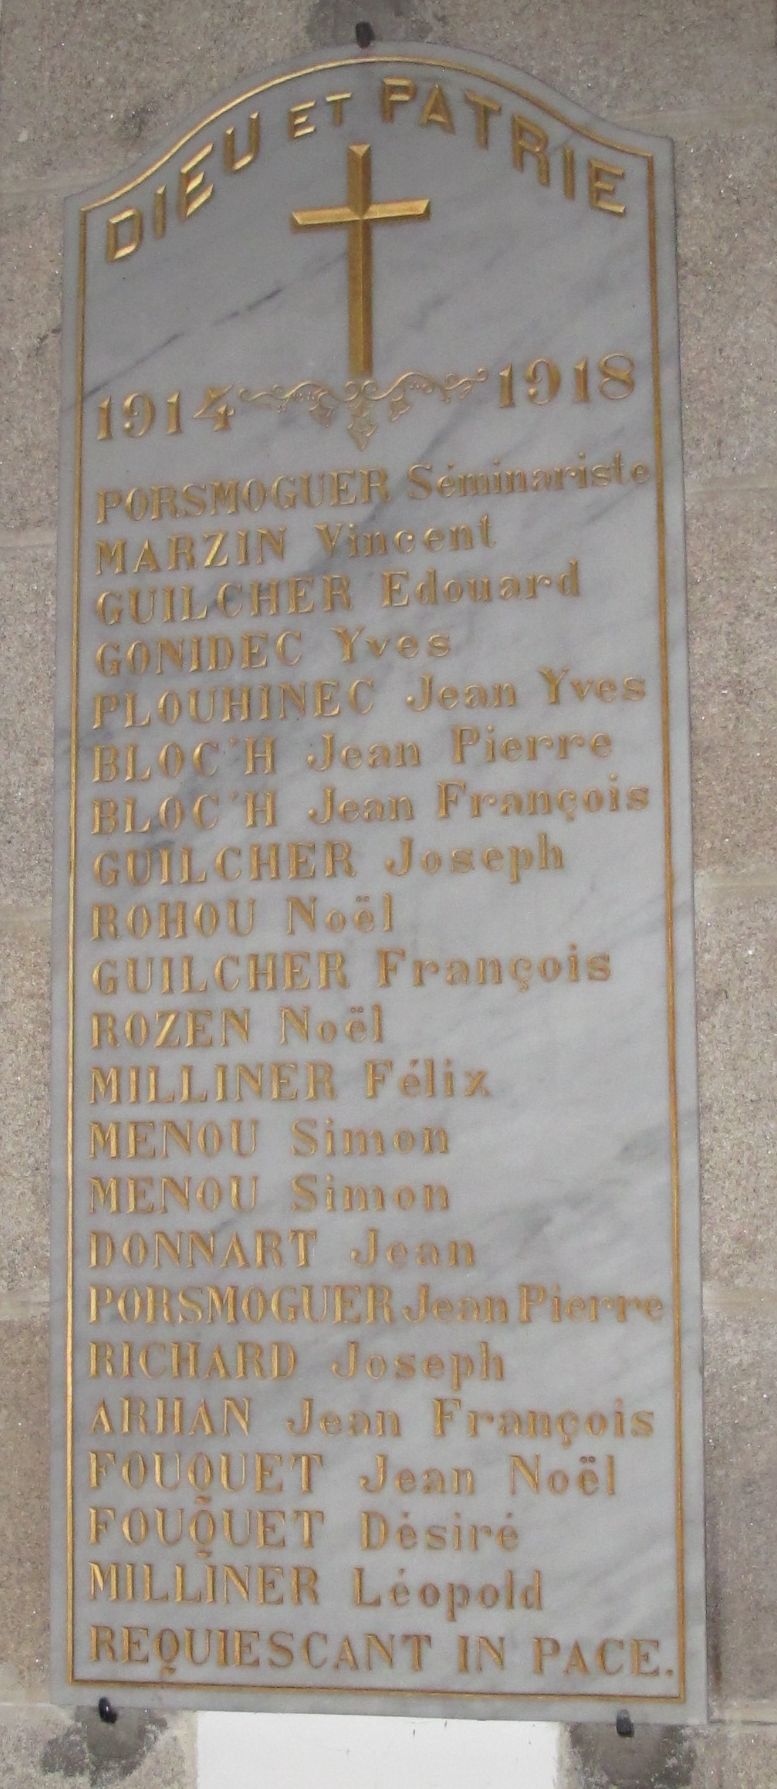 DIEU ET PATRIE
1914 1918
PORSMOGUER Séminariste
MARZIN Vincent
GUILCHER Edouard
GONIDEC Yves
PLOUHINEC Jean Yves
BLOC'H Jean Pierre
BLOC'H Jean François
GUILCHER Joseph
ROHOU Noël
GUILCHER François
ROZEN Noël
MILLINER Félix
MENOU Simon
MENOU Simon
DONNART Jean
PORSMOGUER Jean Pierre
RICHARD Joseph
ARHAN Jean François
FOUQUET Jean Noël
FOUQUET Désiré
MILLINER Léopold
REQUIESCANT IN PACE.